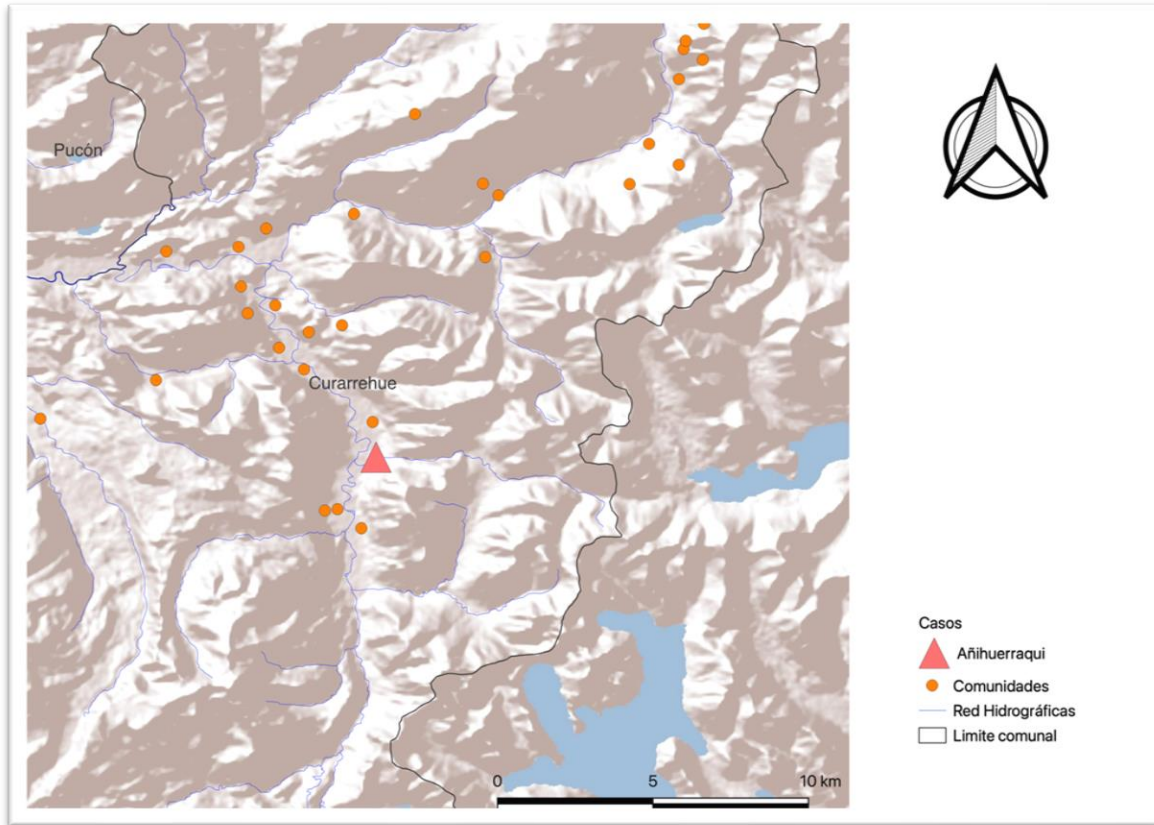 Pucón
Curarrehue
0 5 10 km
Casos
Añihuerraqui
Comunidades
Red Hidrográficas
Limite comunal